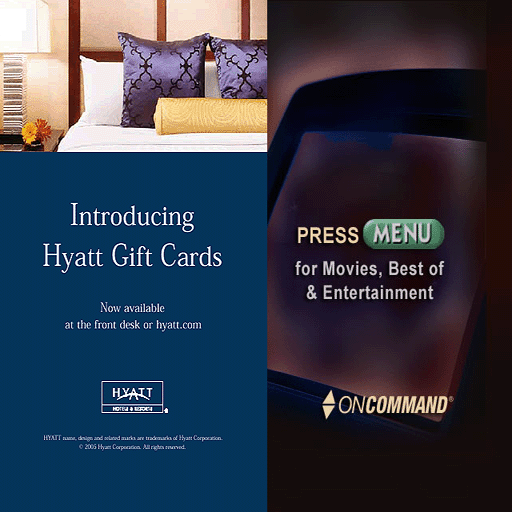 Introducing
Hyatt Gift Cards
Now available
at the front desk or hyatt.com
HYATT
HOTELS & RESORTS
HYATT name, design and related marks are trademarks of Hyatt Corporation.
© 2005 Hyatt Corporation. All rights reserved.
PRESS MENU
for Movies, Best of
& Entertainment
ONCOMMAND®